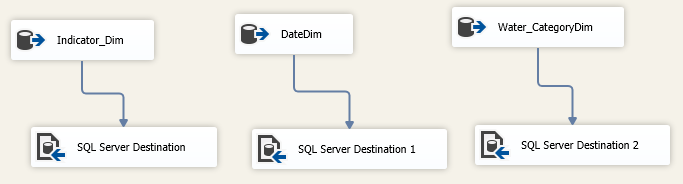 Indicator_Dim
DateDim
Water_CategoryDim
SQL Server Destination
SQL Server Destination 1
SQL Server Destination 2